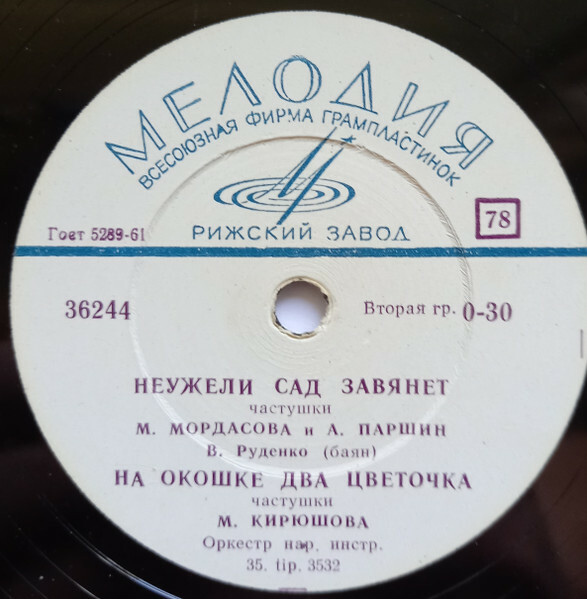 МЕЛОДИЯ
ВСЕСОЮЗНАЯ ФИРМА ГРАМПЛАСТИНОК
РИЖСКИЙ ЗАВОД
Гост 5289-61
78
36244
Вторая гр. 0-30
НЕУЖЕЛИ САД ЗАВЯНЕТ
частушки
М. МОРДАСОВА и А. ПАРШИН
В. Руденко (баян)
НА ОКОШКЕ ДВА ЦВЕТОЧКА
частушки
М. КИРЮШОВА
Оркестр нар. инстр.
35. tip. 3532